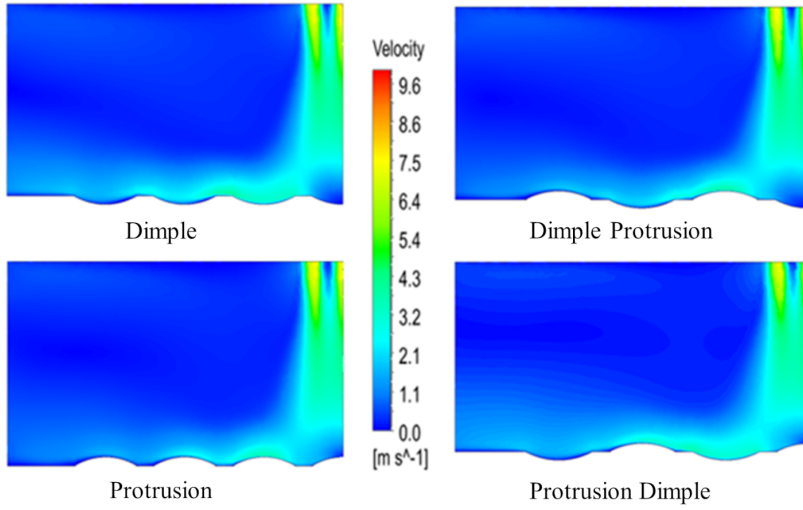 Velocity
9.6
8.6
7.5
6.4
5.4
4.3
3.2
2.1
1.1
0.0
[m s^-1]
Dimple
Dimple Protrusion
Protrusion
Protrusion Dimple